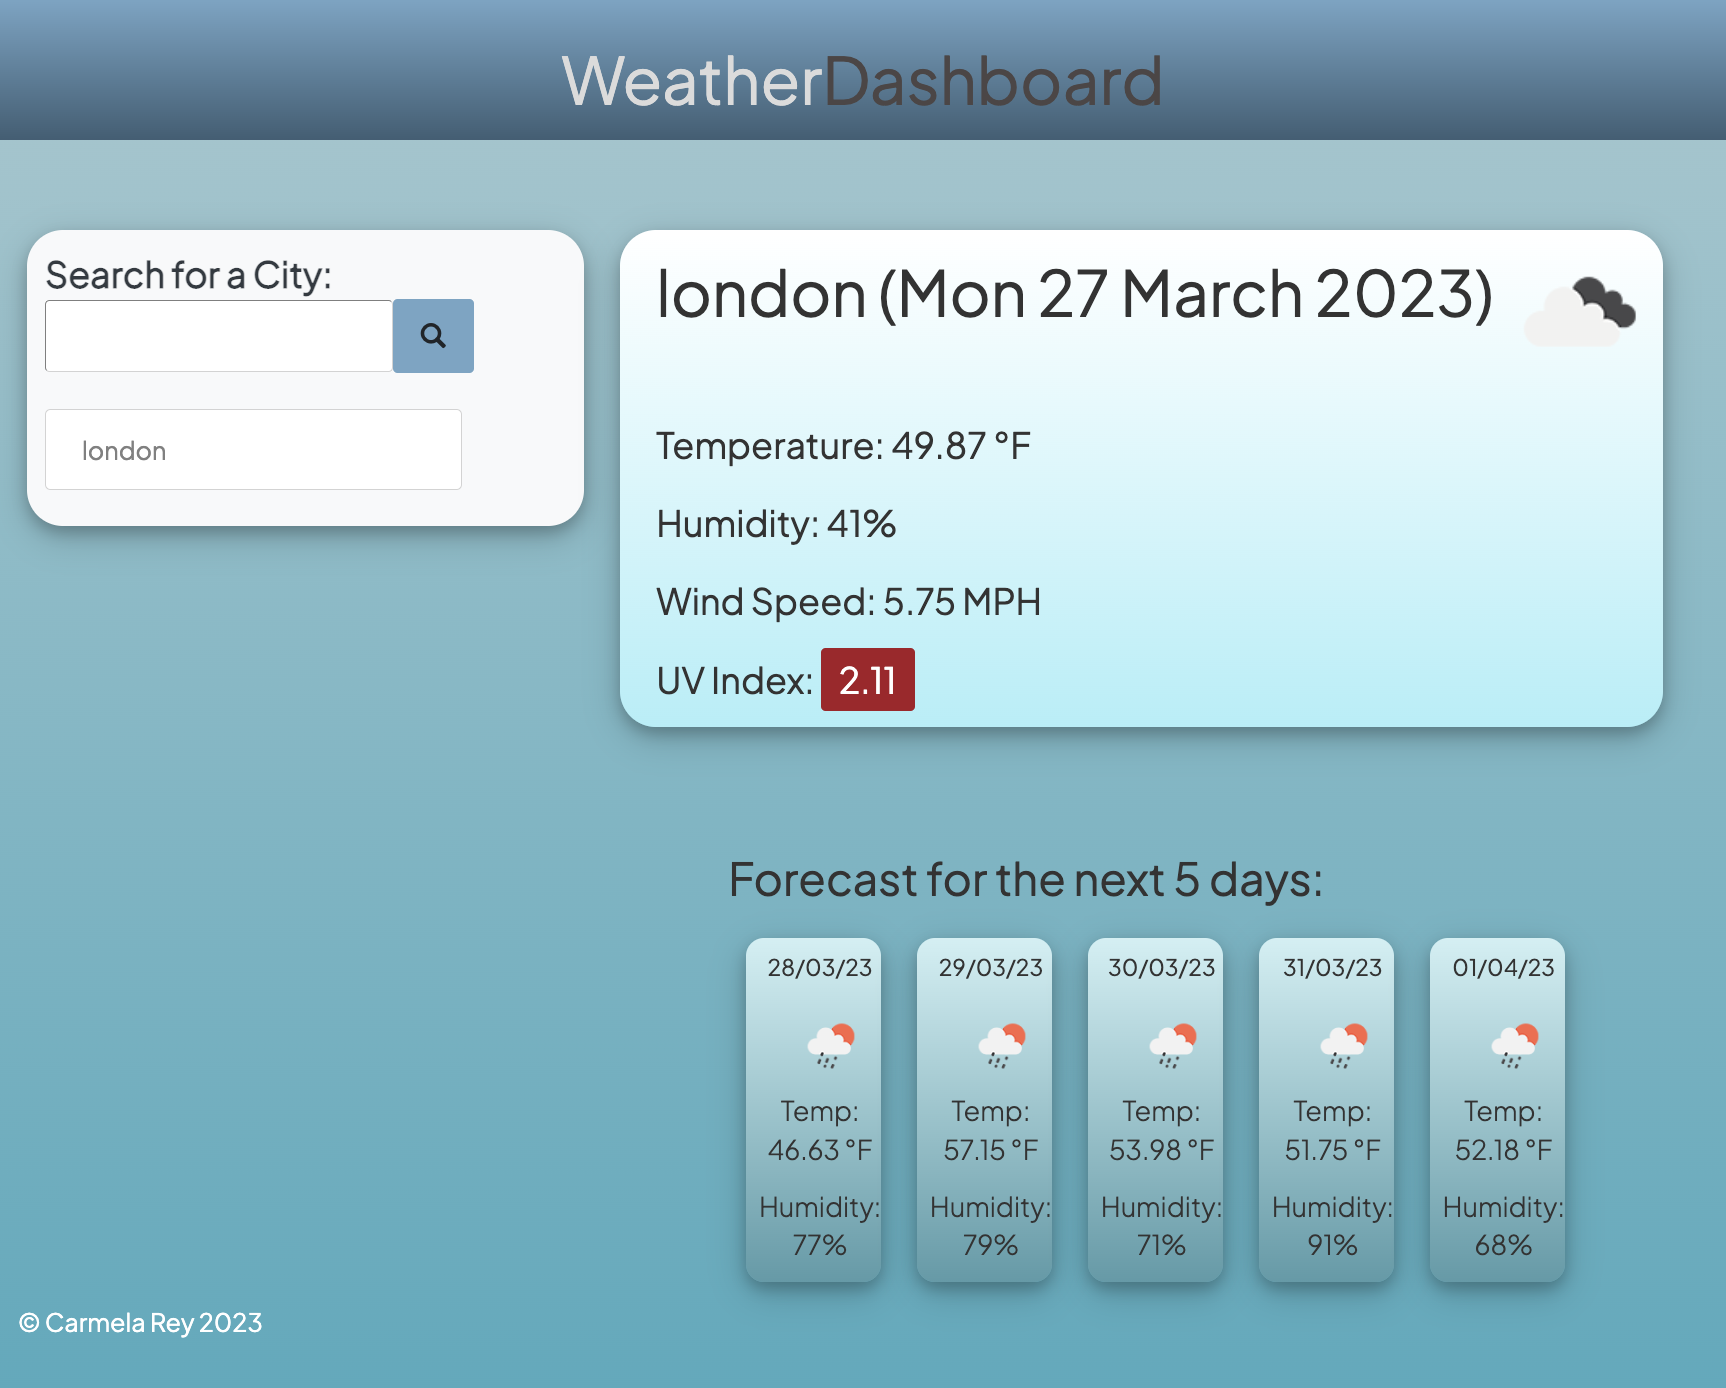 WeatherDashboard
Search for a City:
london
london (Mon 27 March 2023)
Temperature: 49.87 °F
Humidity: 41%
Wind Speed: 5.75 MPH
UV Index: 2.11
Forecast for the next 5 days:
28/03/23
Temp:
46.63 °F
Humidity:
77%
29/03/23
Temp:
57.15 °F
Humidity:
79%
30/03/23
Temp:
53.98 °F
Humidity:
71%
31/03/23
Temp:
51.75 °F
Humidity:
91%
01/04/23
Temp:
52.18 °F
Humidity:
68%
© Carmela Rey 2023